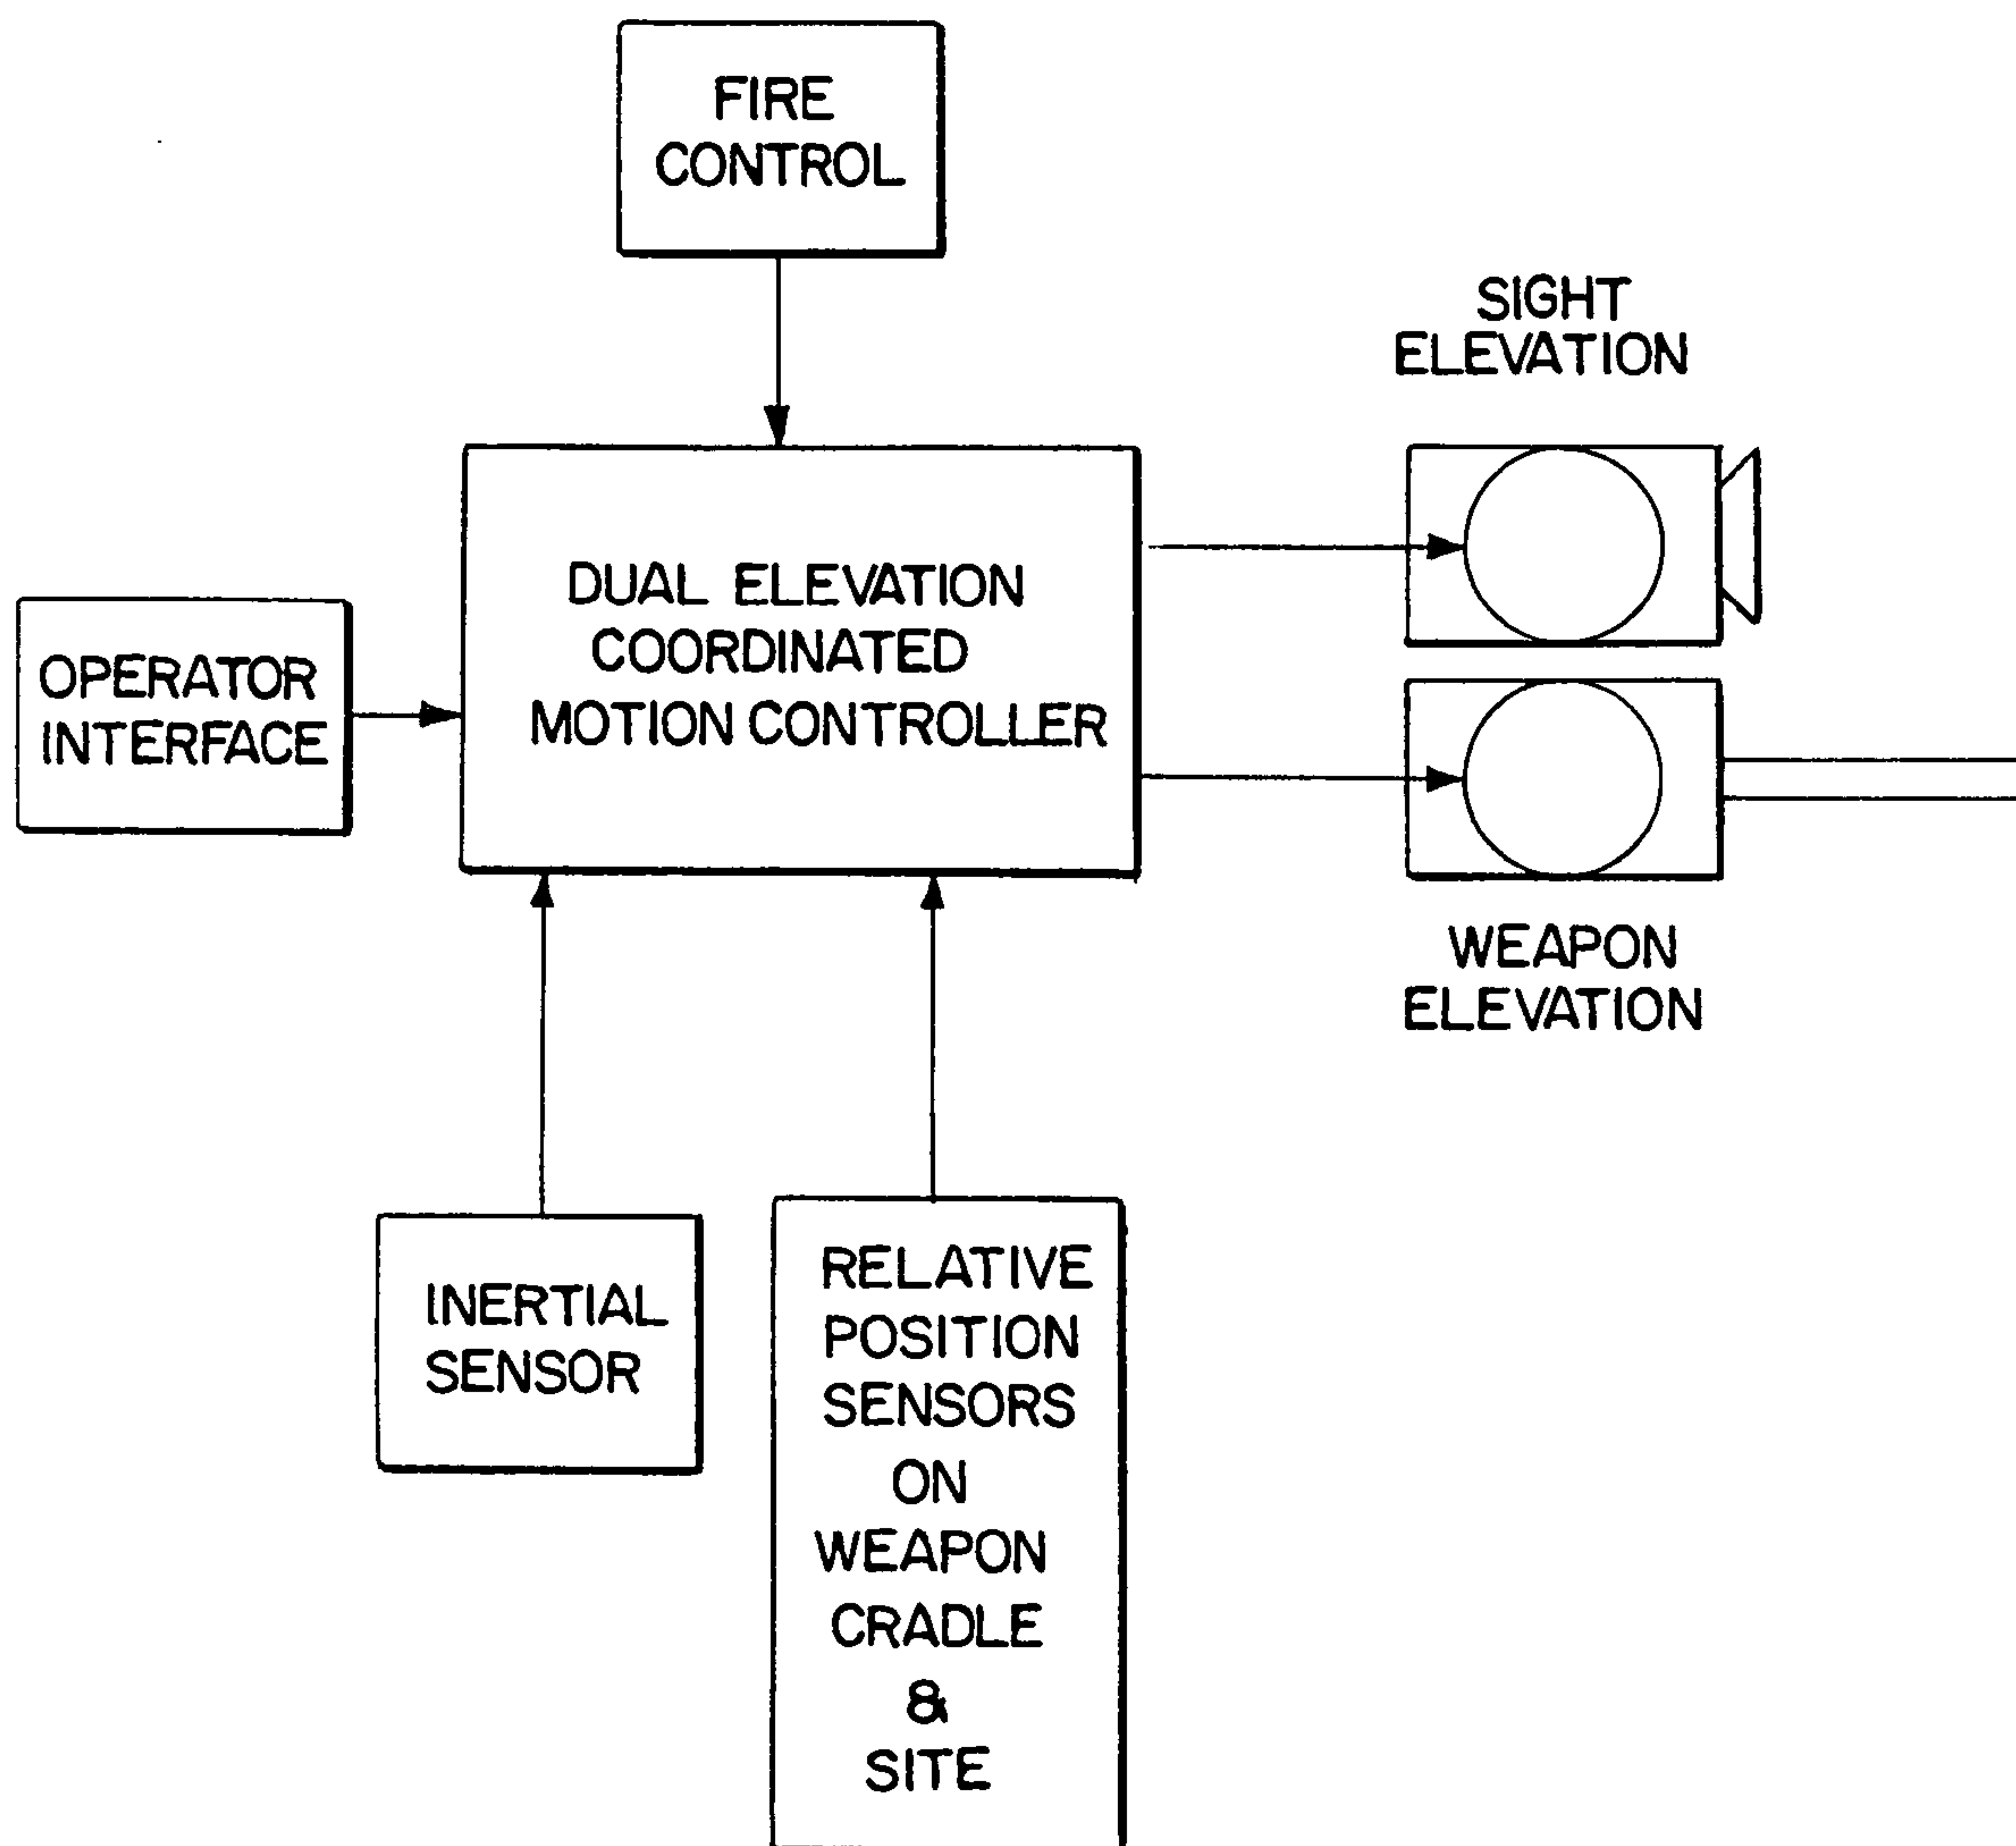 FIRE
CONTROL
SIGHT
ELEVATION
DUAL ELEVATION
COORDINATED
MOTION CONTROLLER
OPERATOR
INTERFACE
WEAPON
ELEVATION
INERTIAL
SENSOR
RELATIVE
POSITION
SENSORS
ON
WEAPON
CRADLE
&
SITE